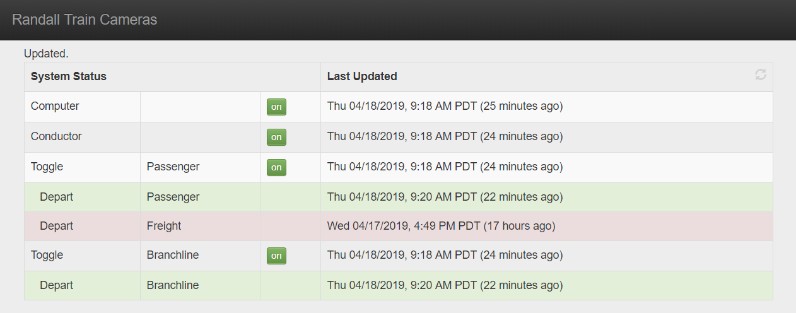 Randall Train Cameras
Updated.
System Status Last Updated
Computer on Thu 04/18/2019, 9:18 AM PDT (25 minutes ago)
Conductor on Thu 04/18/2019, 9:18 AM PDT (24 minutes ago)
Toggle Passenger on Thu 04/18/2019, 9:18 AM PDT (24 minutes ago)
Depart Passenger Thu 04/18/2019, 9:20 AM PDT (22 minutes ago)
Depart Freight Wed 04/17/2019, 4:49 PM PDT (17 hours ago)
Toggle Branchline on Thu 04/18/2019, 9:18 AM PDT (24 minutes ago)
Depart Branchline Thu 04/18/2019, 9:20 AM PDT (22 minutes ago)